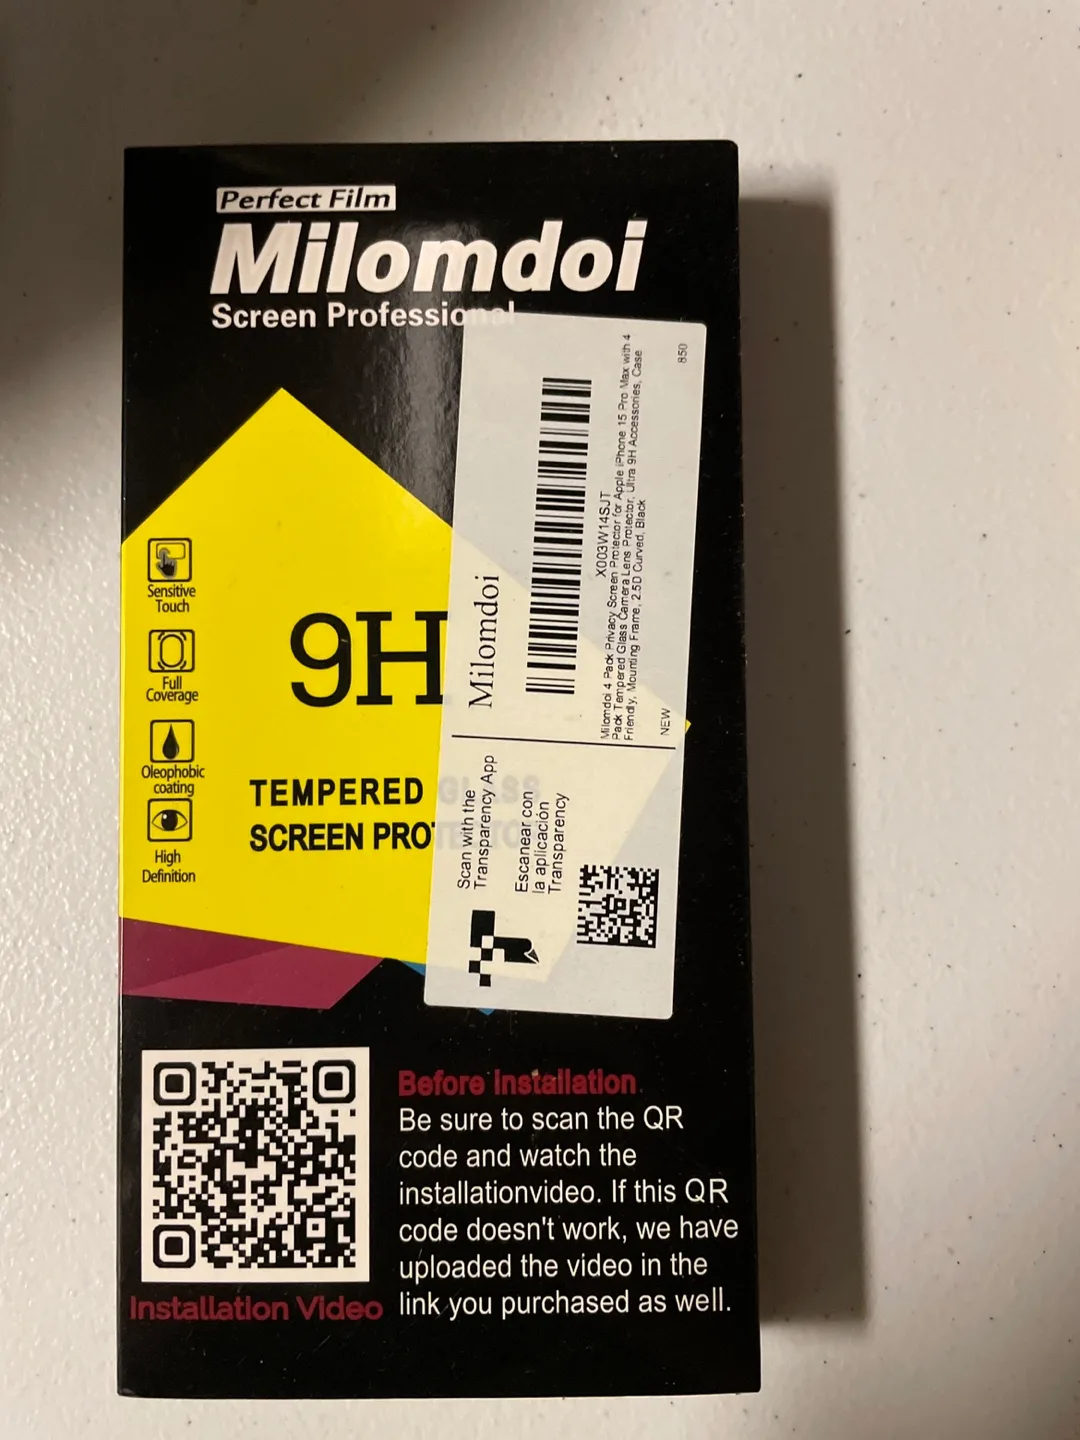 Perfect Film
Milomdoi
Screen Professional
Sensitive
Touch
Full
Coverage
Oleophobic
coating
High
Definition
9H
TEMPERED GLASS
SCREEN PROTECTOR
Milomdoi
X003W14SJT
Milomdoi 4 Pack Privacy Screen Protector for Apple iPhone 15 Pro Max with 4
Pack Tempered Glass Camera Lens Protector, Ultra 9H Accessories, Case
Friendly, Mounting Frame, 2.5D Curved, Black
NEW
850
Scan with the
Transparency App
Escanear con
la aplicación
Transparency
Installation Video
Before Installation
Be sure to scan the QR
code and watch the
installationvideo. If this QR
code doesn't work, we have
uploaded the video in the
link you purchased as well.